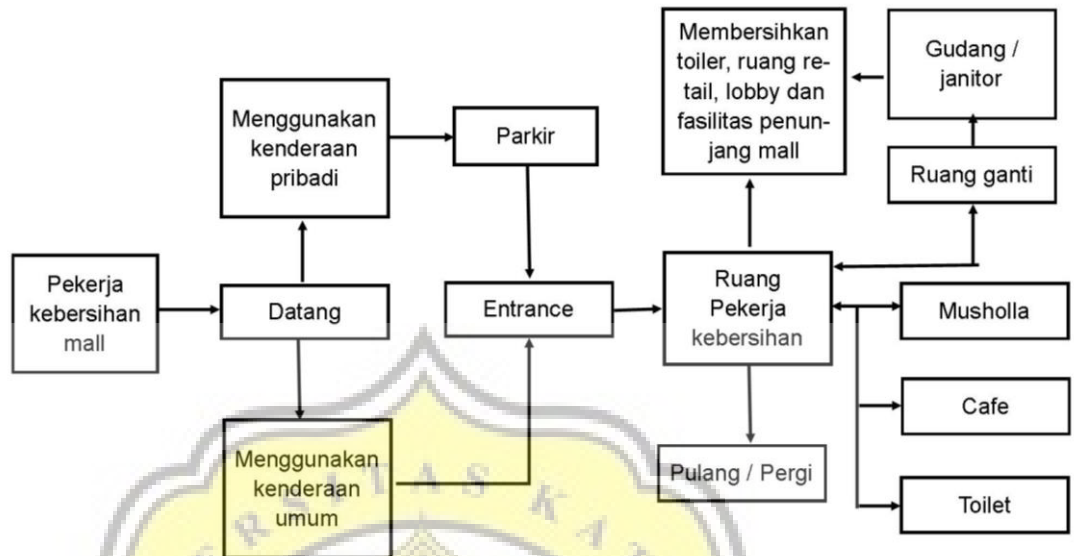 Pekerja
kebersihan
mall
Datang
Menggunakan
kenderaan
pribadi
Parkir
Menggunakan
kenderaan
umum
Entrance
Membersihkan
toiler, ruang re-
tail, lobby dan
fasilitas penun-
jang mall
Gudang /
janitor
Ruang ganti
Ruang
Pekerja
kebersihan
Musholla
Cafe
Toilet
Pulang / Pergi
E R S I T A S K A T